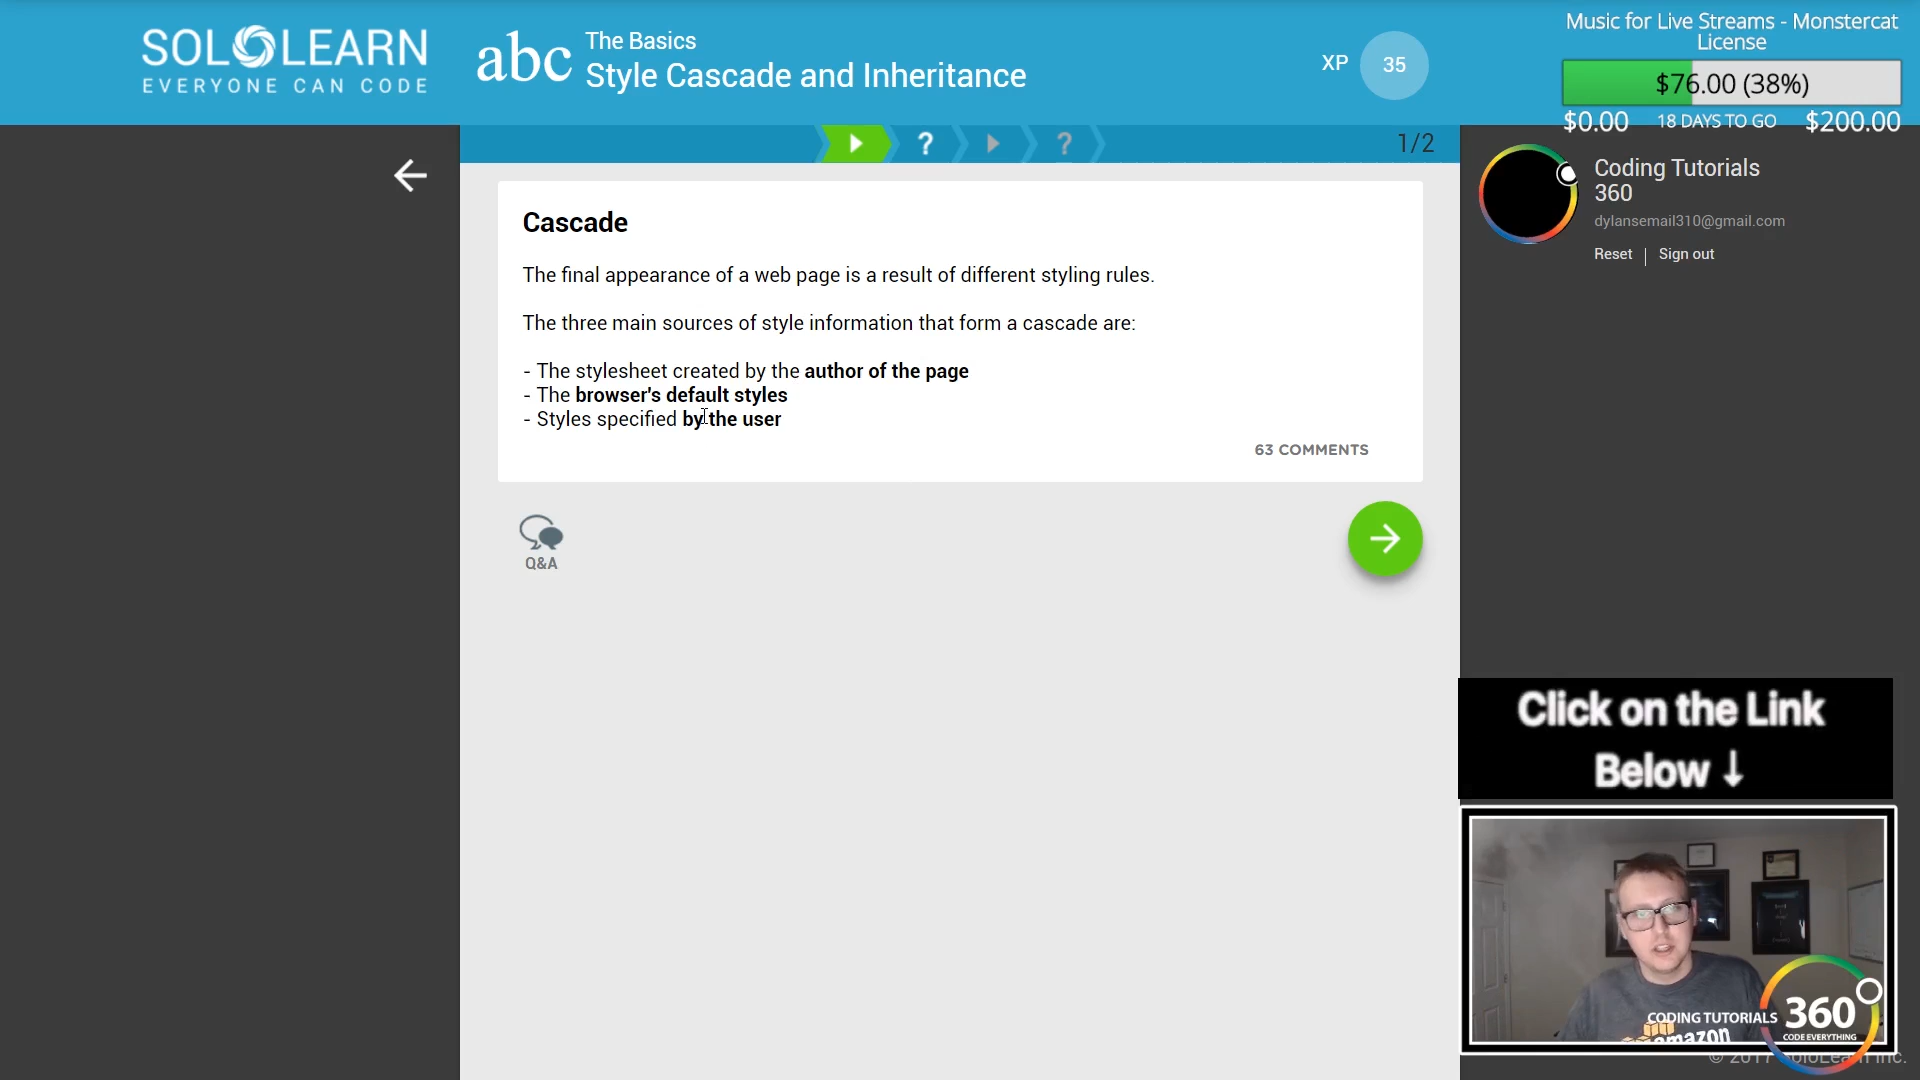 SOLOLEARN
EVERYONE CAN CODE
abc
The Basics
Style Cascade and Inheritance
XP
35
Music for Live Streams - Monstercat
License
$76.00 (38%)
$0.00
18 DAYS TO GO
$200.00
?
?
1/2
Coding Tutorials
360
dylansemail310@gmail.com
Reset
Sign out
Cascade
The final appearance of a web page is a result of different styling rules.
The three main sources of style information that form a cascade are:
- The stylesheet created by the author of the page
- The browser's default styles
- Styles specified by the user
63 COMMENTS
Q&A
Click on the Link
Below ↓
CODING TUTORIALS 360
CODE EVERYTHING
amazon
© 2017 SoloLearn Inc.